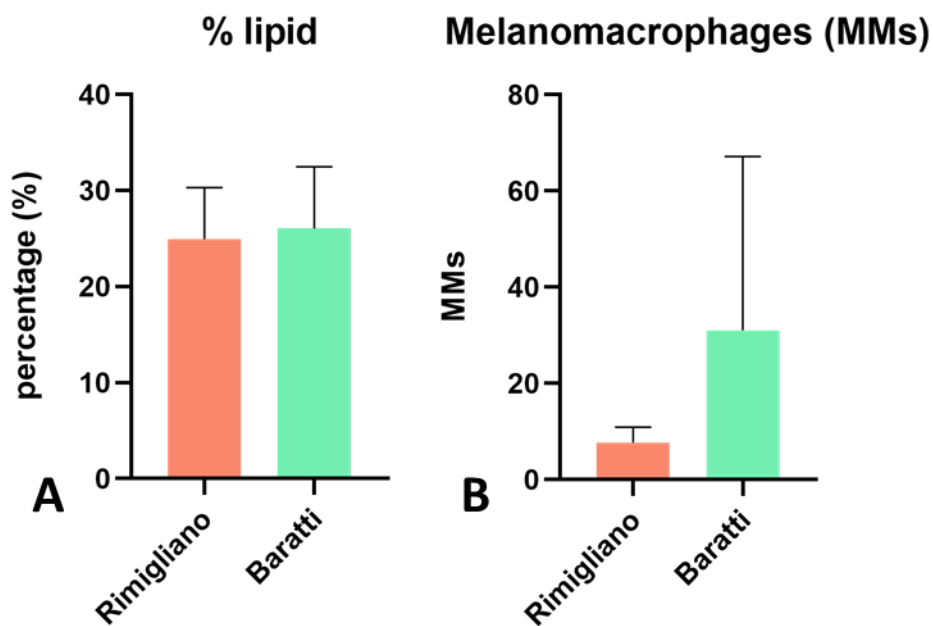 % lipid
percentage (%)
40
30
20
10
0
A
Rimigliano
Baratti
Melanomacrophages (MMs)
MMs
80
60
40
20
0
B
Rimigliano
Baratti